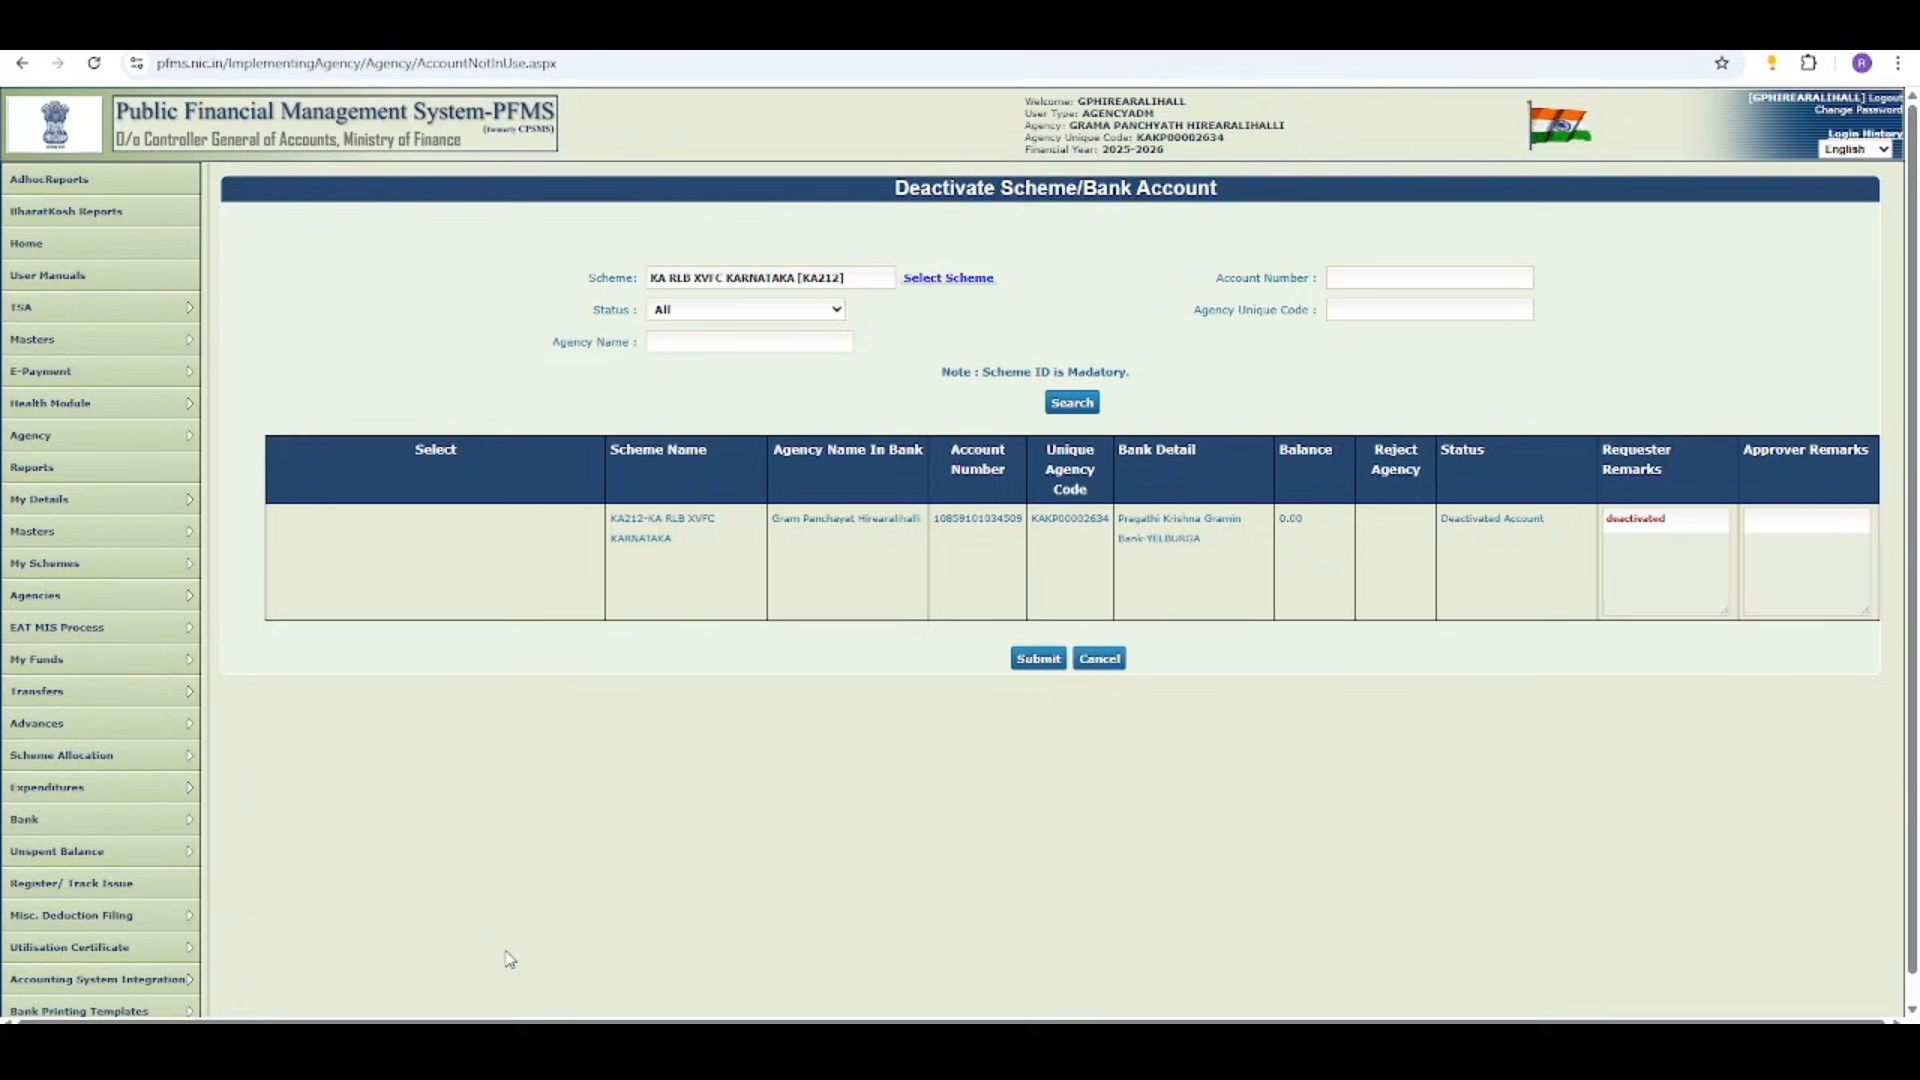 pfms.nic.in/ImplementingAgency/Agency/AccountNotInUse.aspx
R
Public Financial Management System-PFMS
(formerly CPSMS)
O/o Controller General of Accounts, Ministry of Finance
Welcome: GPHIREARALIHALL
User Type: AGENCYADM
Agency: GRAMA PANCHYATH HIREARALIHALLI
Agency Unique Code: KAKP00002634
Financial Year: 2025-2026
[GPHIREARALIHALL] Logout
Change Password
Login History
English
AdhocReports
BharatKosh Reports
Home
User Manuals
TSA
Masters
E-Payment
Health Module
Agency
Reports
My Details
Masters
My Schemes
Agencies
EAT MIS Process
My Funds
Transfers
Advances
Scheme Allocation
Expenditures
Bank
Unspent Balance
Register/ Track Issue
Misc. Deduction Filing
Utilisation Certificate
Accounting System Integration
Bank Printing Templates
Deactivate Scheme/Bank Account
Scheme: KA RLB XVFC KARNATAKA [KA212] Select Scheme
Account Number :
Status : All
Agency Unique Code :
Agency Name :
Note : Scheme ID is Madatory.
Search
Select Scheme Name Agency Name In Bank Account Number Unique Agency Code Bank Detail Balance Reject Agency Status Requester Remarks Approver Remarks
KA212-KA RLB XVFC KARNATAKA Gram Panchayat Hirearalihalli 10859101034509 KAKP00002634 Pragathi Krishna Gramin Bank-YELBURGA 0.00 Deactivated Account deactivated
Submit Cancel